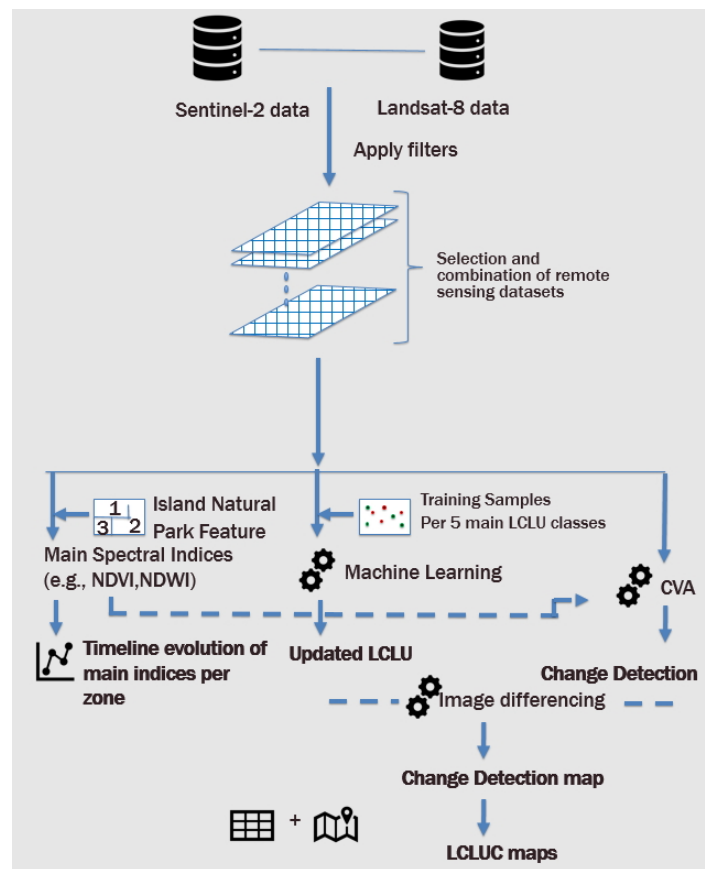 Sentinel-2 data
Landsat-8 data
Apply filters
Selection and
combination of remote
sensing datasets
1
3 2
Island Natural
Park Feature
Training Samples
Per 5 main LCLU classes
Main Spectral Indices
(e.g., NDVI,NDWI)
Machine Learning
CVA
Timeline evolution of
main indices per
zone
Updated LCLU
Change Detection
Image differencing
Change Detection map
+
LCLUC maps